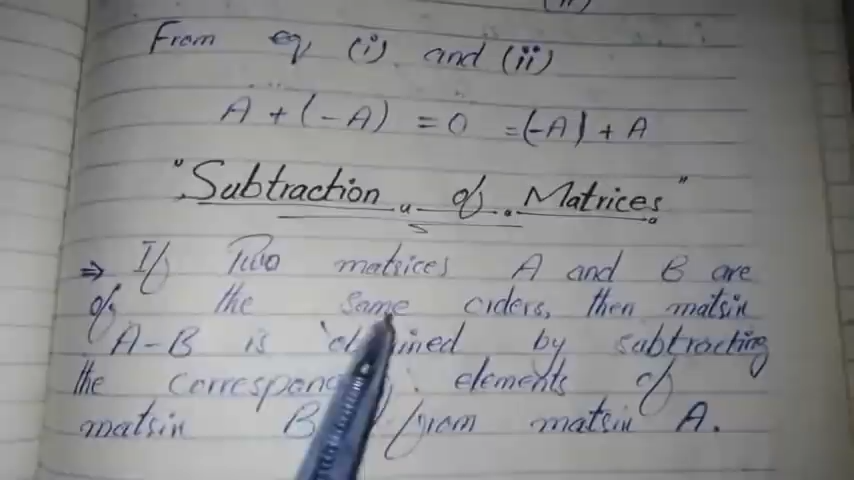 (ii)
From eq (i) and (ii)
A + (-A) = 0 = (-A) + A
"Subtraction of Matrices"
⇒ If Two matrices A and B are
of the same orders, then matrix
A-B is obtained by subtracting
the elements of
matrix B from matrix A.